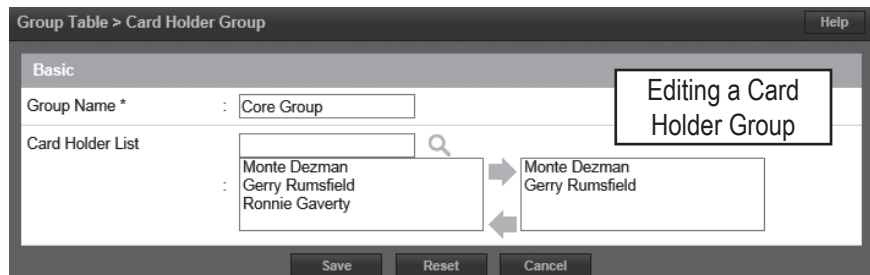 Group Table > Card Holder Group
Help
Basic
Editing a Card
Holder Group
Group Name * : Core Group
Card Holder List :
Monte Dezman
Gerry Rumsfield
Ronnie Gaverty
Monte Dezman
Gerry Rumsfield
Save Reset Cancel